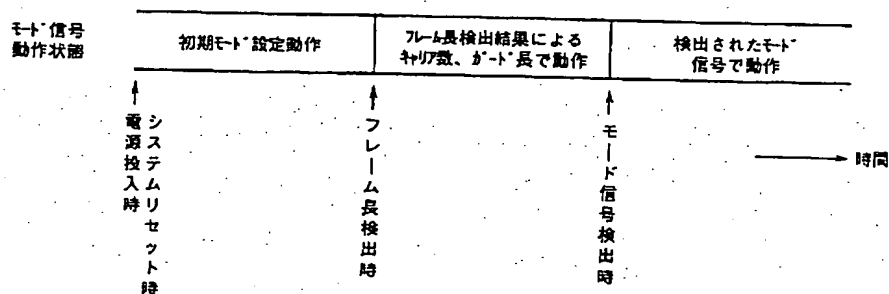 モード信号
動作状態
初期モード設定動作
フレーム長検出結果による
キャリア数、ガード長で動作
検出されたモード
信号で動作
電源投入時
システムリセット時
フレーム長検出時
モード信号検出時
時間